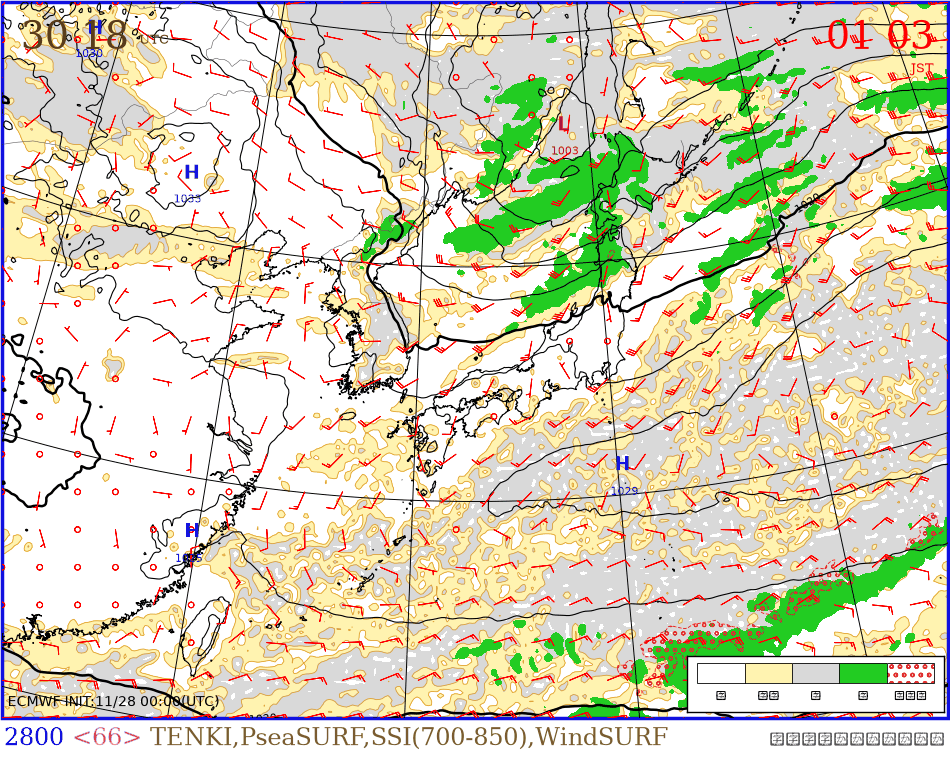 30 18 UTC
01 03
JST
H
1030
L
1003
H
1033
1020
H
1029
H
ECMWF INIT:11/28 00:00(UTC)
2800 <66> TENKI,PseaSURF,SSI(700-850),WindSURF